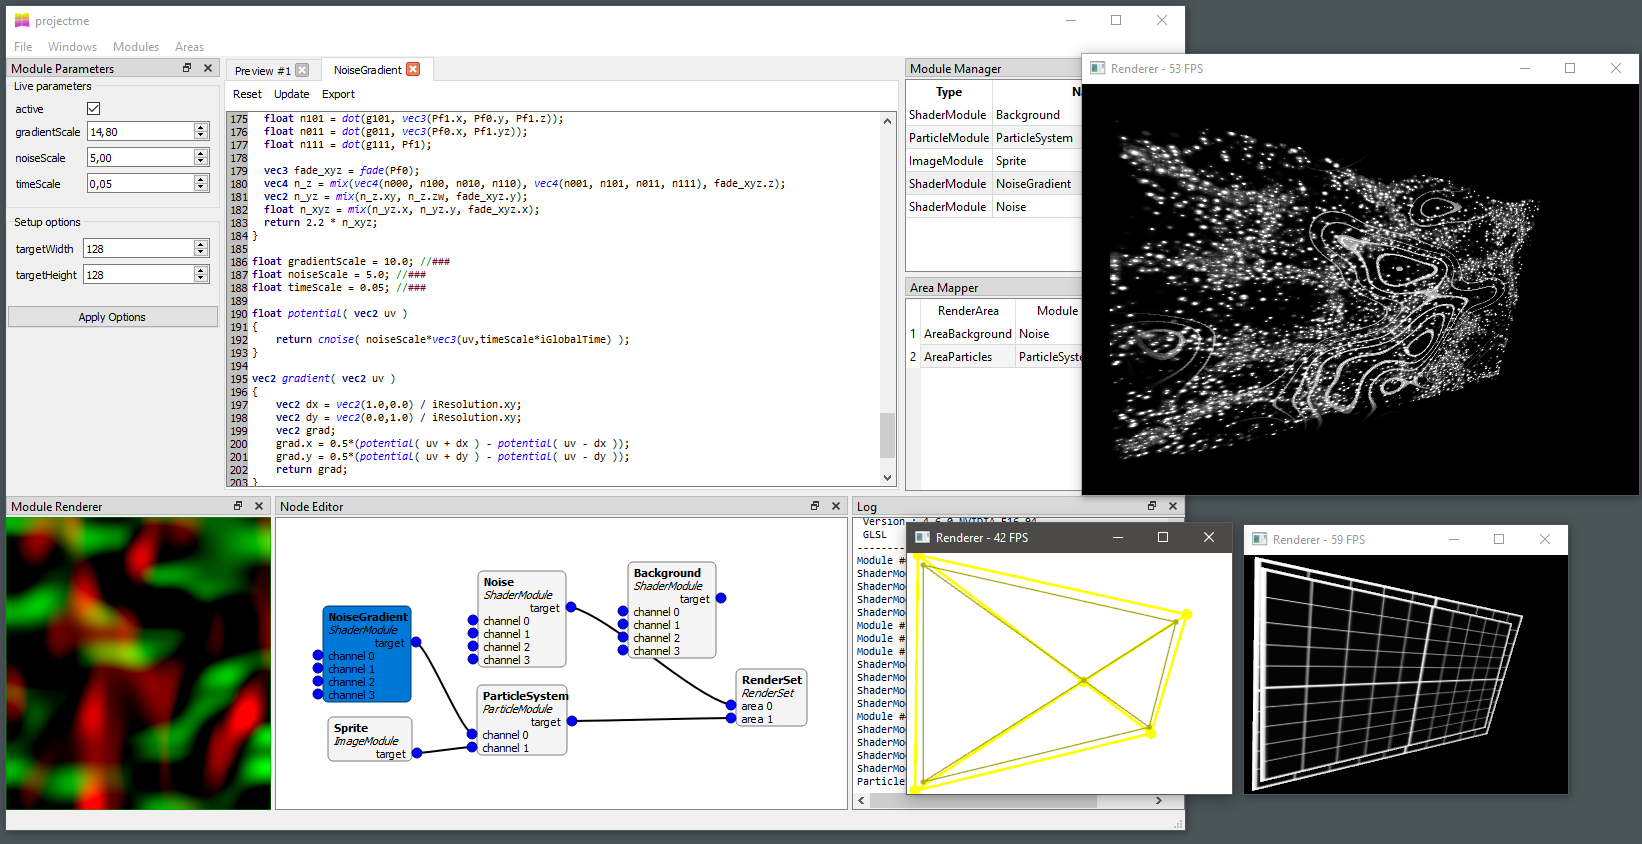 projectme
File Windows Modules Areas
Module Parameters
Live parameters
active
gradientScale 14,80
noiseScale 5,00
timeScale 0,05
Setup options
targetWidth 128
targetHeight 128
Apply Options
Preview #1 NoiseGradient
Reset Update Export
175 float n101 = dot(g101, vec3(Pf1.x, Pf0.y, Pf1.z));
176 float n011 = dot(g011, vec3(Pf0.x, Pf1.yz));
177 float n111 = dot(g111, Pf1);
178
179 vec3 fade_xyz = fade(Pf0);
180 vec4 n_z = mix(vec4(n000, n100, n010, n110), vec4(n001, n101, n011, n111), fade_xyz.z);
181 vec2 n_yz = mix(n_z.xy, n_z.zw, fade_xyz.y);
182 float n_xyz = mix(n_yz.x, n_yz.y, fade_xyz.x);
183 return 2.2 * n_xyz;
184 }
185
186 float gradientScale = 10.0; //###
187 float noiseScale = 5.0; //###
188 float timeScale = 0.05; //###
189
190 float potential( vec2 uv )
191 {
192 return cnoise( noiseScale*vec3(uv,timeScale*iGlobalTime) );
193 }
194
195 vec2 gradient( vec2 uv )
196 {
197 vec2 dx = vec2(1.0,0.0) / iResolution.xy;
198 vec2 dy = vec2(0.0,1.0) / iResolution.xy;
199 vec2 grad;
200 grad.x = 0.5*(potential( uv + dx ) - potential( uv - dx ));
201 grad.y = 0.5*(potential( uv + dy ) - potential( uv - dy ));
202 return grad;
203 }
Module Manager
Type Na
ShaderModule Background
ParticleModule ParticleSystem
ImageModule Sprite
ShaderModule NoiseGradient
ShaderModule Noise
Area Mapper
RenderArea Module
1 AreaBackground Noise
2 AreaParticles ParticleSyste
Renderer - 53 FPS
Module Renderer
Node Editor
NoiseGradient
ShaderModule
target
channel 0
channel 1
channel 2
channel 3
Sprite
ImageModule
target
Noise
ShaderModule
target
channel 0
channel 1
channel 2
channel 3
ParticleSystem
ParticleModule
target
channel 0
channel 1
Background
ShaderModule
target
channel 0
channel 1
channel 2
channel 3
RenderSet
RenderSet
area 0
area 1
Log
Version : 4.6.0 NVIDIA 516.94
GLSL
--------
Module #
ShaderMo
ShaderMo
ShaderMo
ShaderMo
Module #
Module #
Module #
ShaderMo
ShaderMo
ShaderMo
ShaderMo
Module #
ShaderMo
ShaderMo
ShaderMo
ShaderMo
Particle
Renderer - 42 FPS
Renderer - 59 FPS